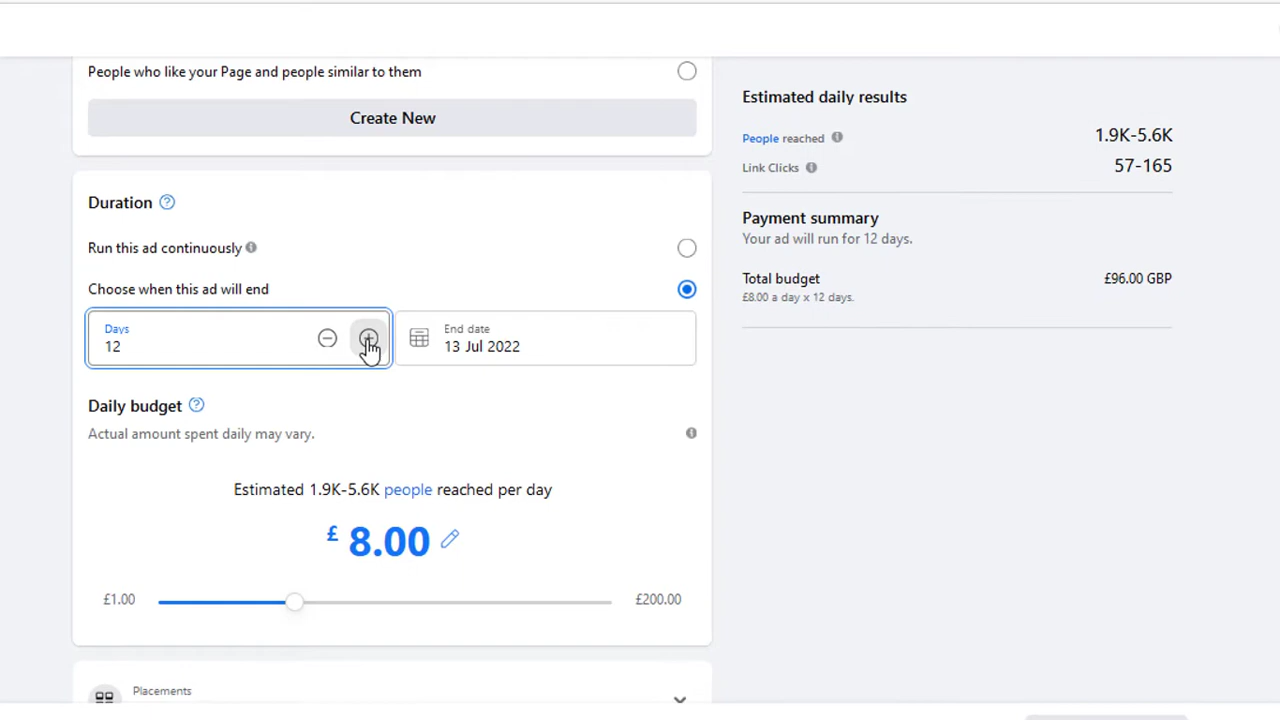 People who like your Page and people similar to them
Create New
Duration
Run this ad continuously
Choose when this ad will end
Days
12
End date
13 Jul 2022
Daily budget
Actual amount spent daily may vary.
Estimated 1.9K-5.6K people reached per day
£ 8.00
£1.00
£200.00
Placements
Estimated daily results
People reached
1.9K-5.6K
Link Clicks
57-165
Payment summary
Your ad will run for 12 days.
Total budget
£96.00 GBP
£8.00 a day x 12 days.